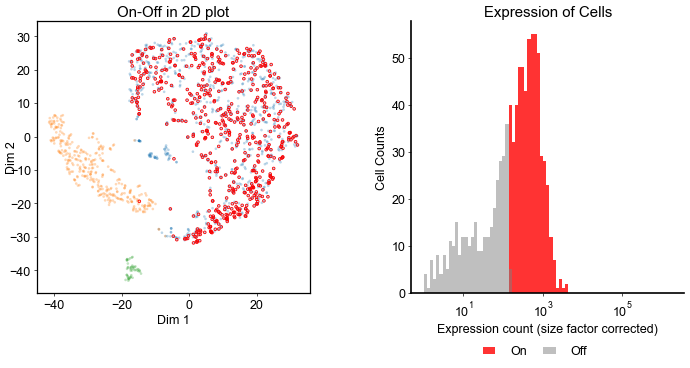 On-Off in 2D plot
30
20
10
0
−10
−20
−30
−40
Dim 2
−40 −20 0 20
Dim 1
Expression of Cells
50
40
30
20
10
0
Cell Counts
10^1 10^3 10^5
Expression count (size factor corrected)
On Off